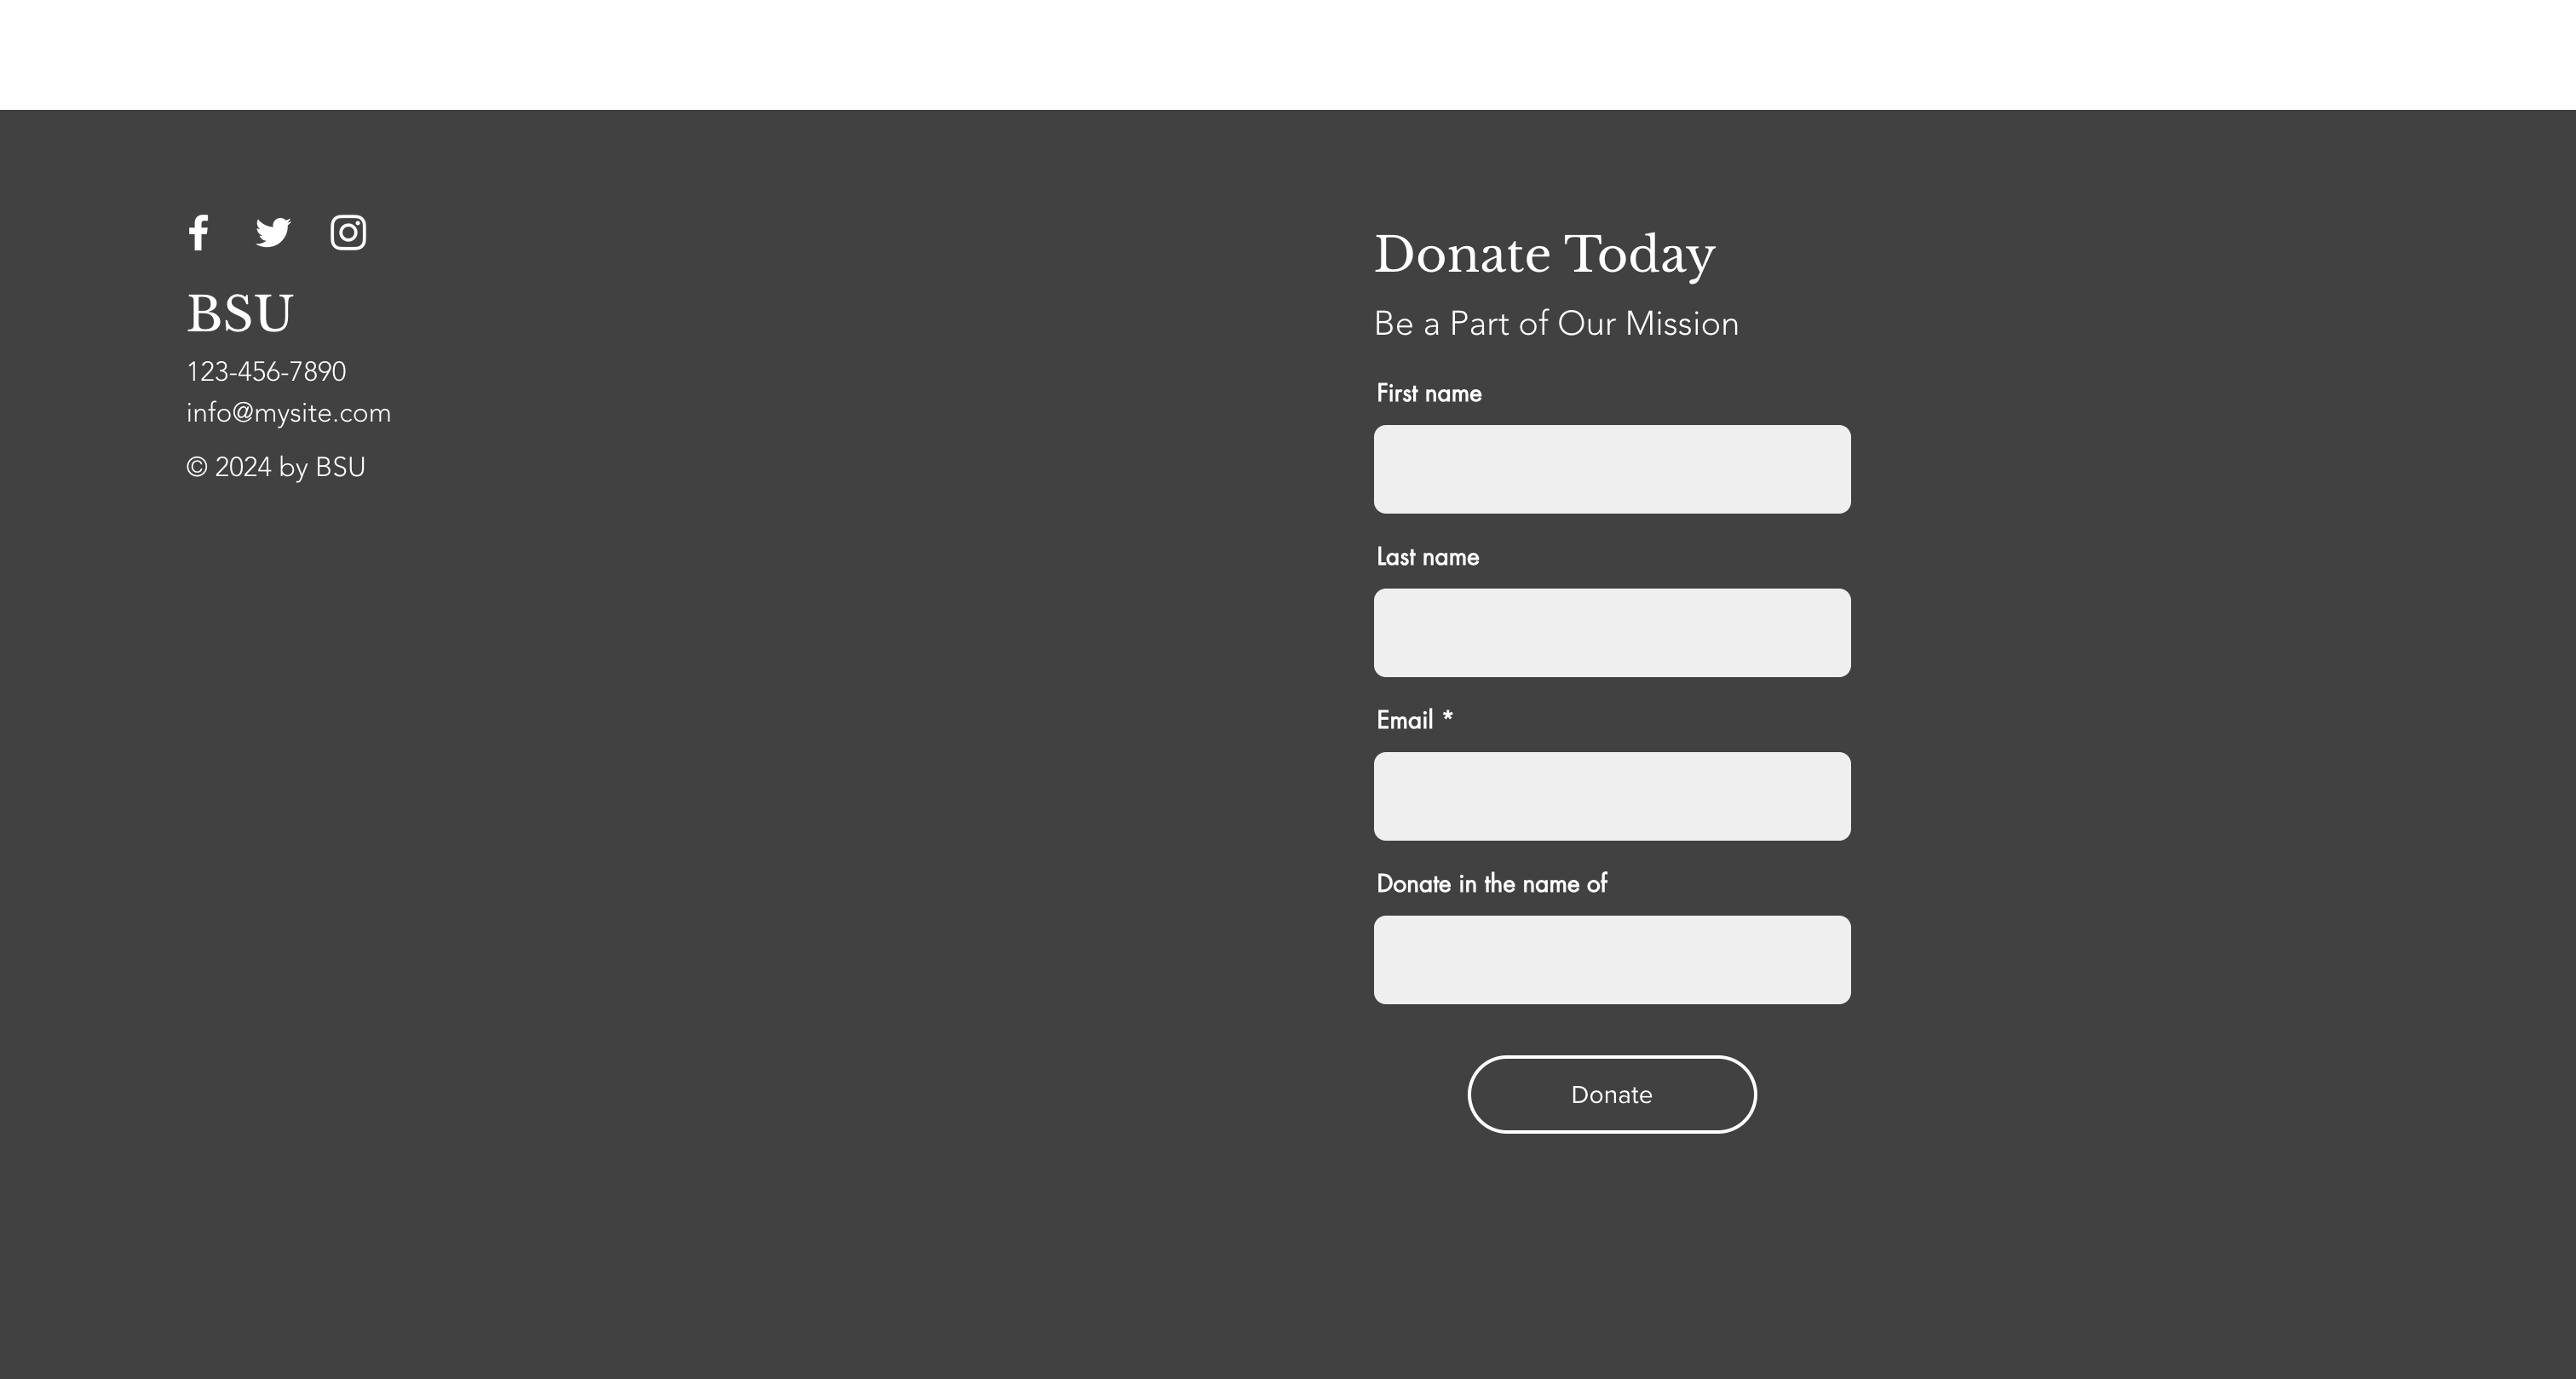 BSU
123-456-7890
info@mysite.com
© 2024 by BSU
Donate Today
Be a Part of Our Mission
First name
Last name
Email *
Donate in the name of
Donate